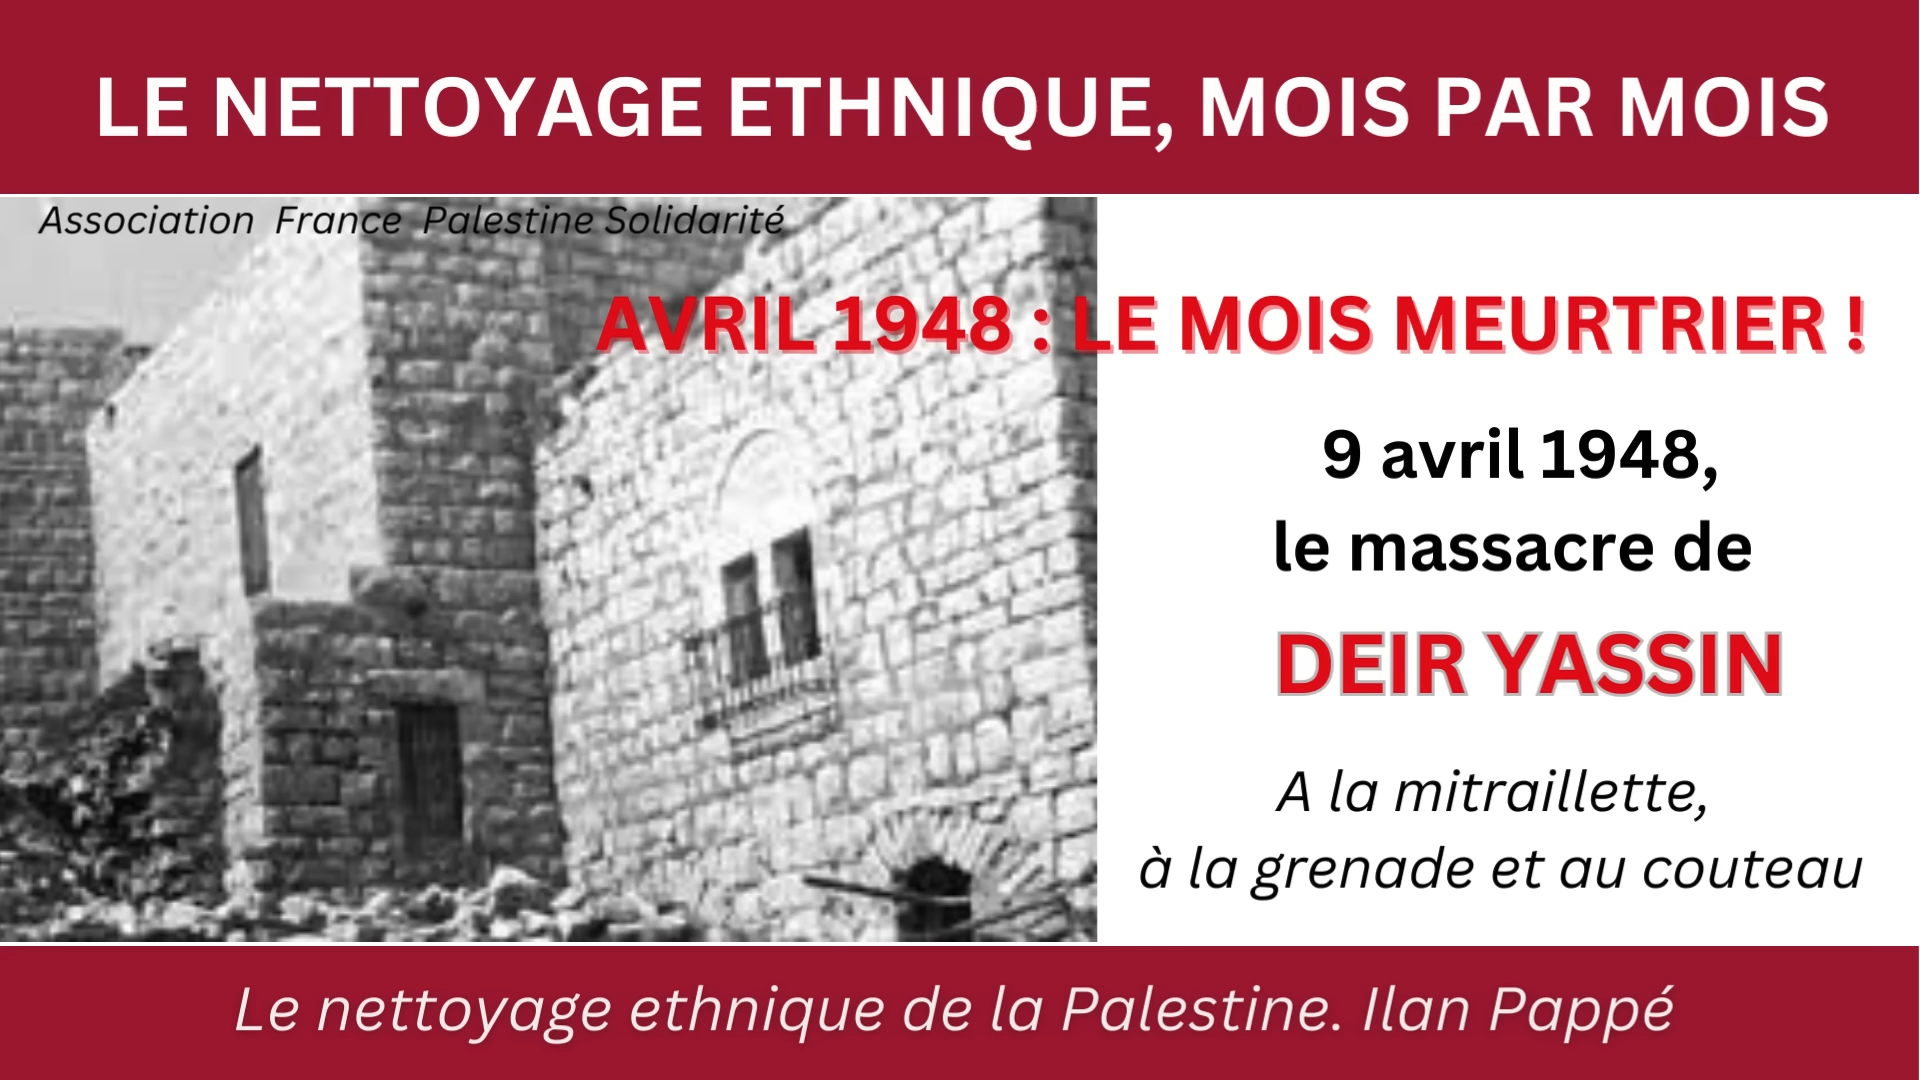 LE NETTOYAGE ETHNIQUE, MOIS PAR MOIS
Association France Palestine Solidarité
AVRIL 1948 : LE MOIS MEURTRIER !
9 avril 1948,
le massacre de
DEIR YASSIN
A la mitraillette,
à la grenade et au couteau
Le nettoyage ethnique de la Palestine. Ilan Pappé